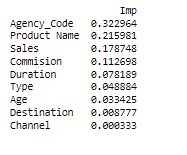 Imp
Agency_Code 0.322964
Product Name 0.215981
Sales 0.178748
Commision 0.112698
Duration 0.078189
Type 0.048884
Age 0.033425
Destination 0.008777
Channel 0.000333